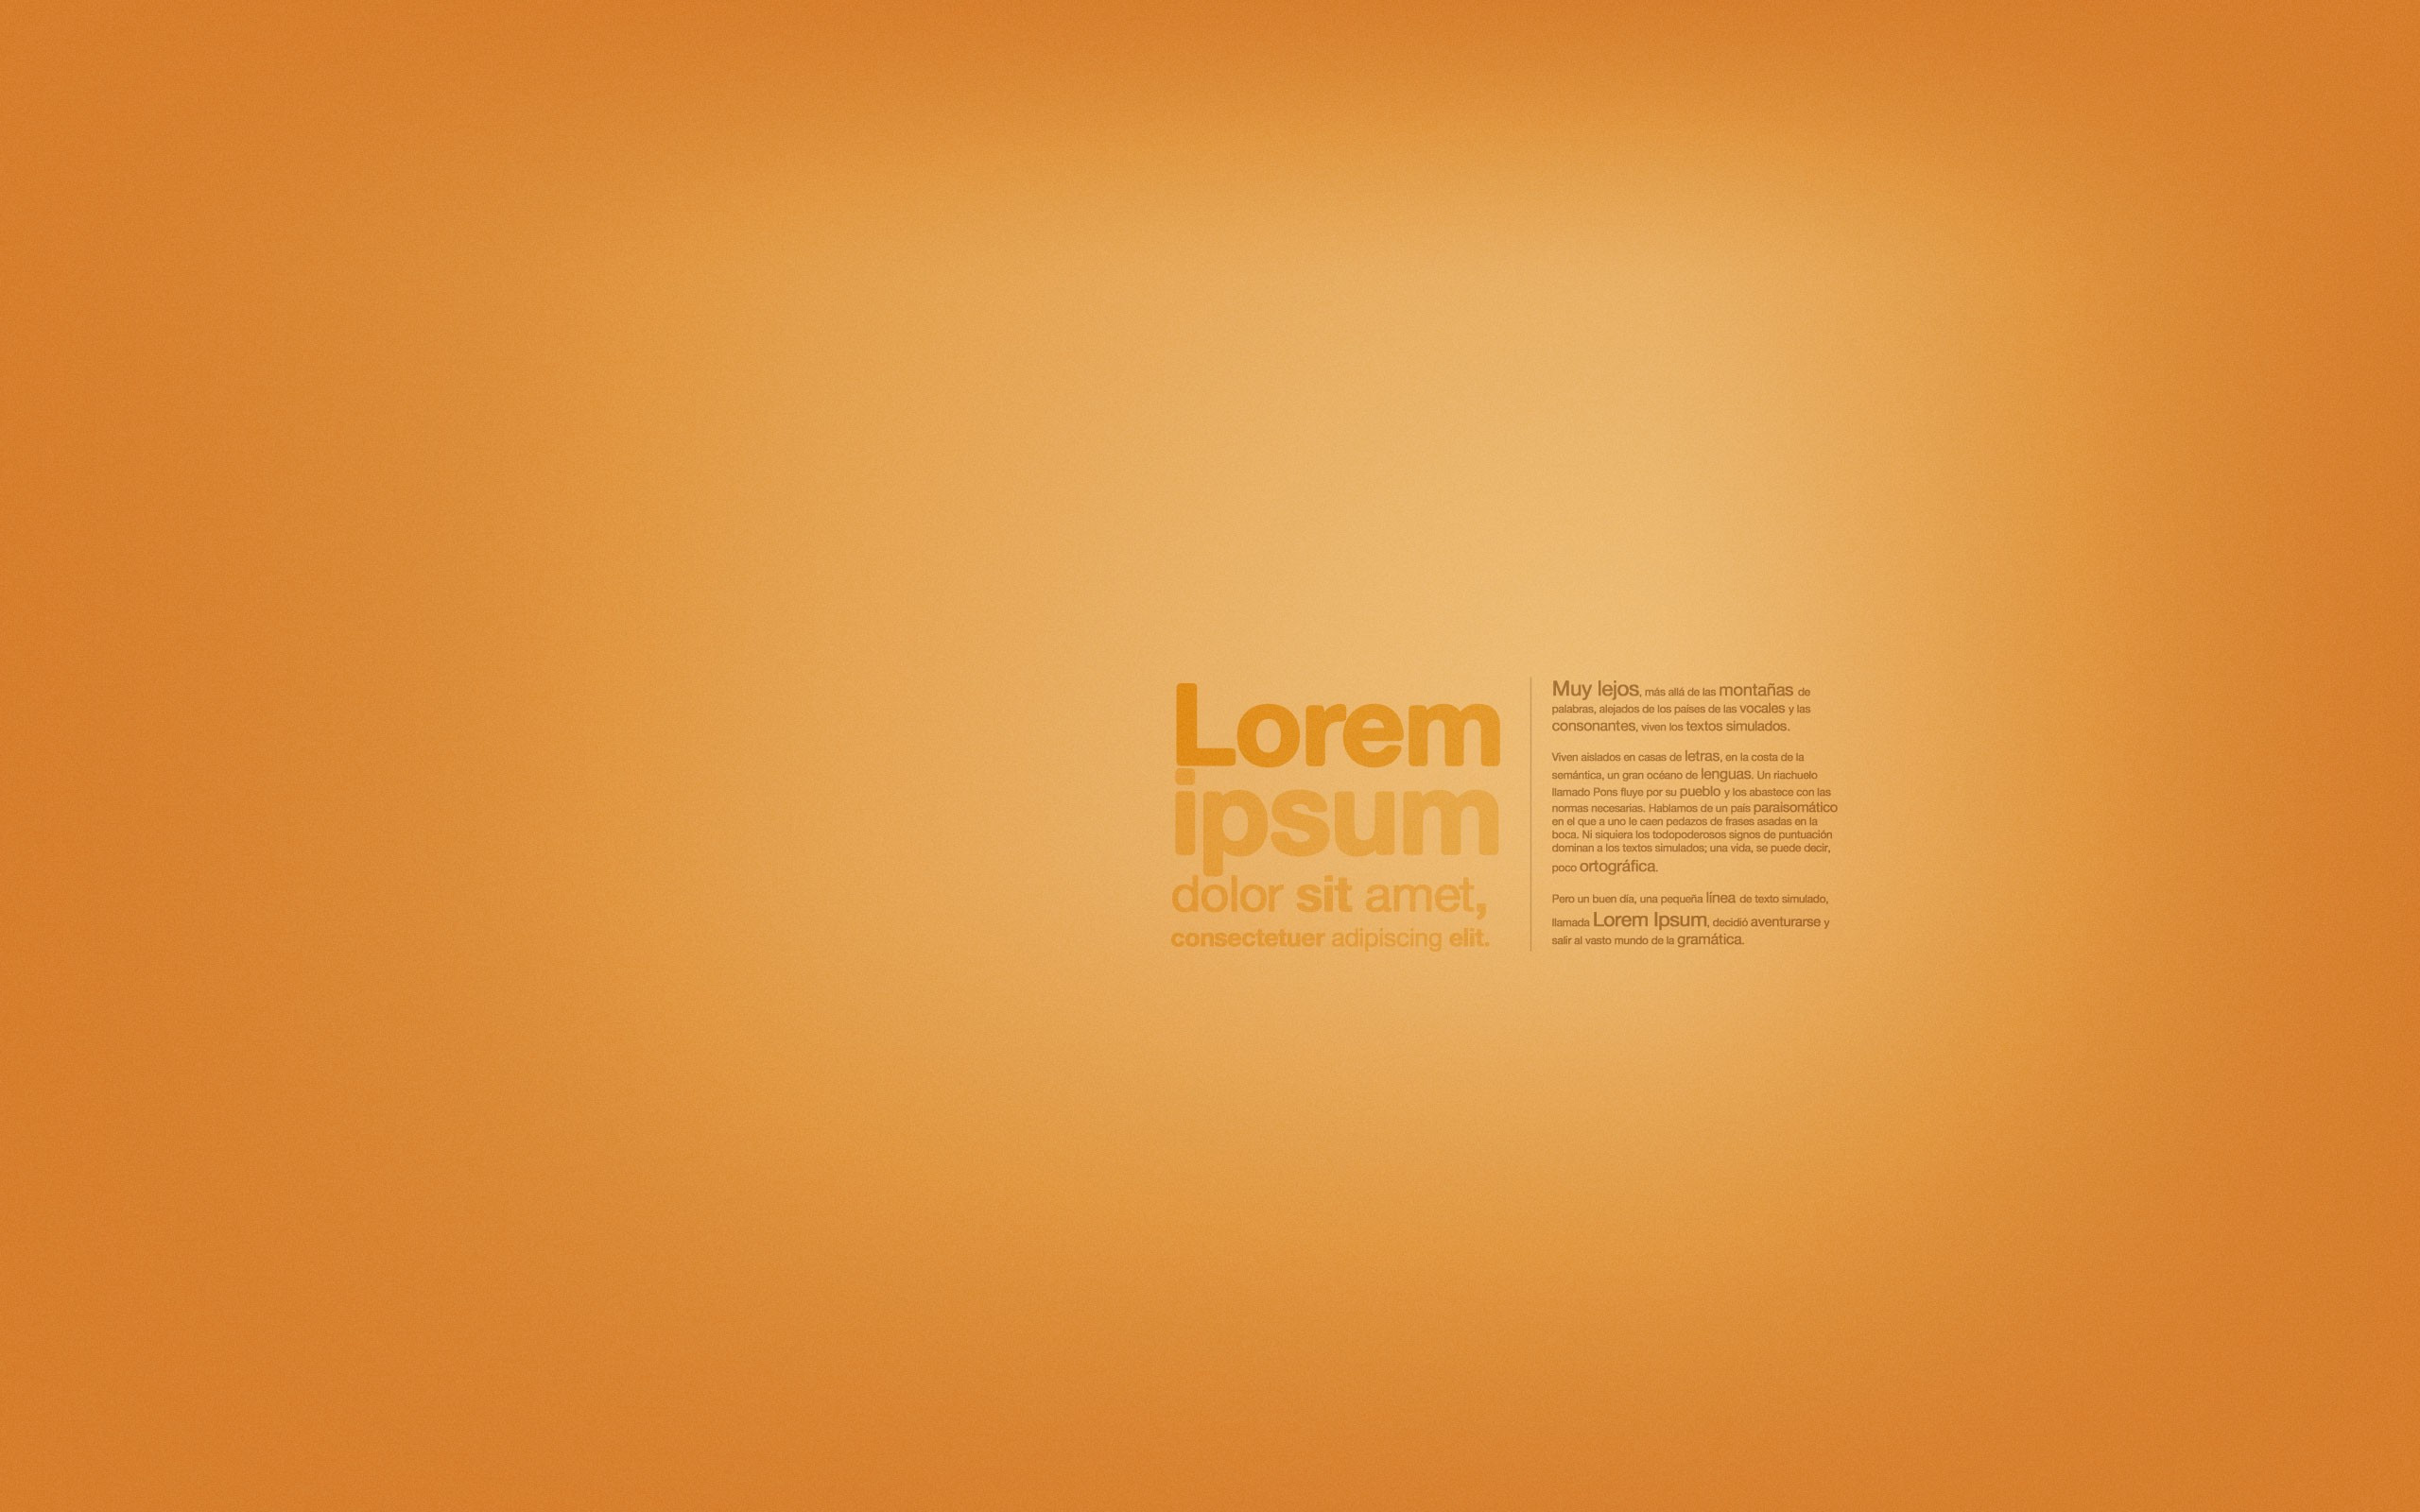 Lorem
ipsum
dolor sit amet,
consectetuer adipiscing elit.
Muy lejos, más allá de las montañas de
palabras, alejados de los países de las vocales y las
consonantes, viven los textos simulados.
Viven aislados en casas de letras, en la costa de la
semántica, un gran océano de lenguas. Un riachuelo
llamado Pons fluye por su pueblo y los abastece con las
normas necesarias. Hablamos de un país paraisomático
en el que a uno le caen pedazos de frases asadas en la
boca. Ni siquiera los todopoderosos signos de puntuación
dominan a los textos simulados; una vida, se puede decir,
poco ortográfica.
Pero un buen día, una pequeña línea de texto simulado,
llamada Lorem Ipsum, decidió aventurarse y
salir al vasto mundo de la gramática.